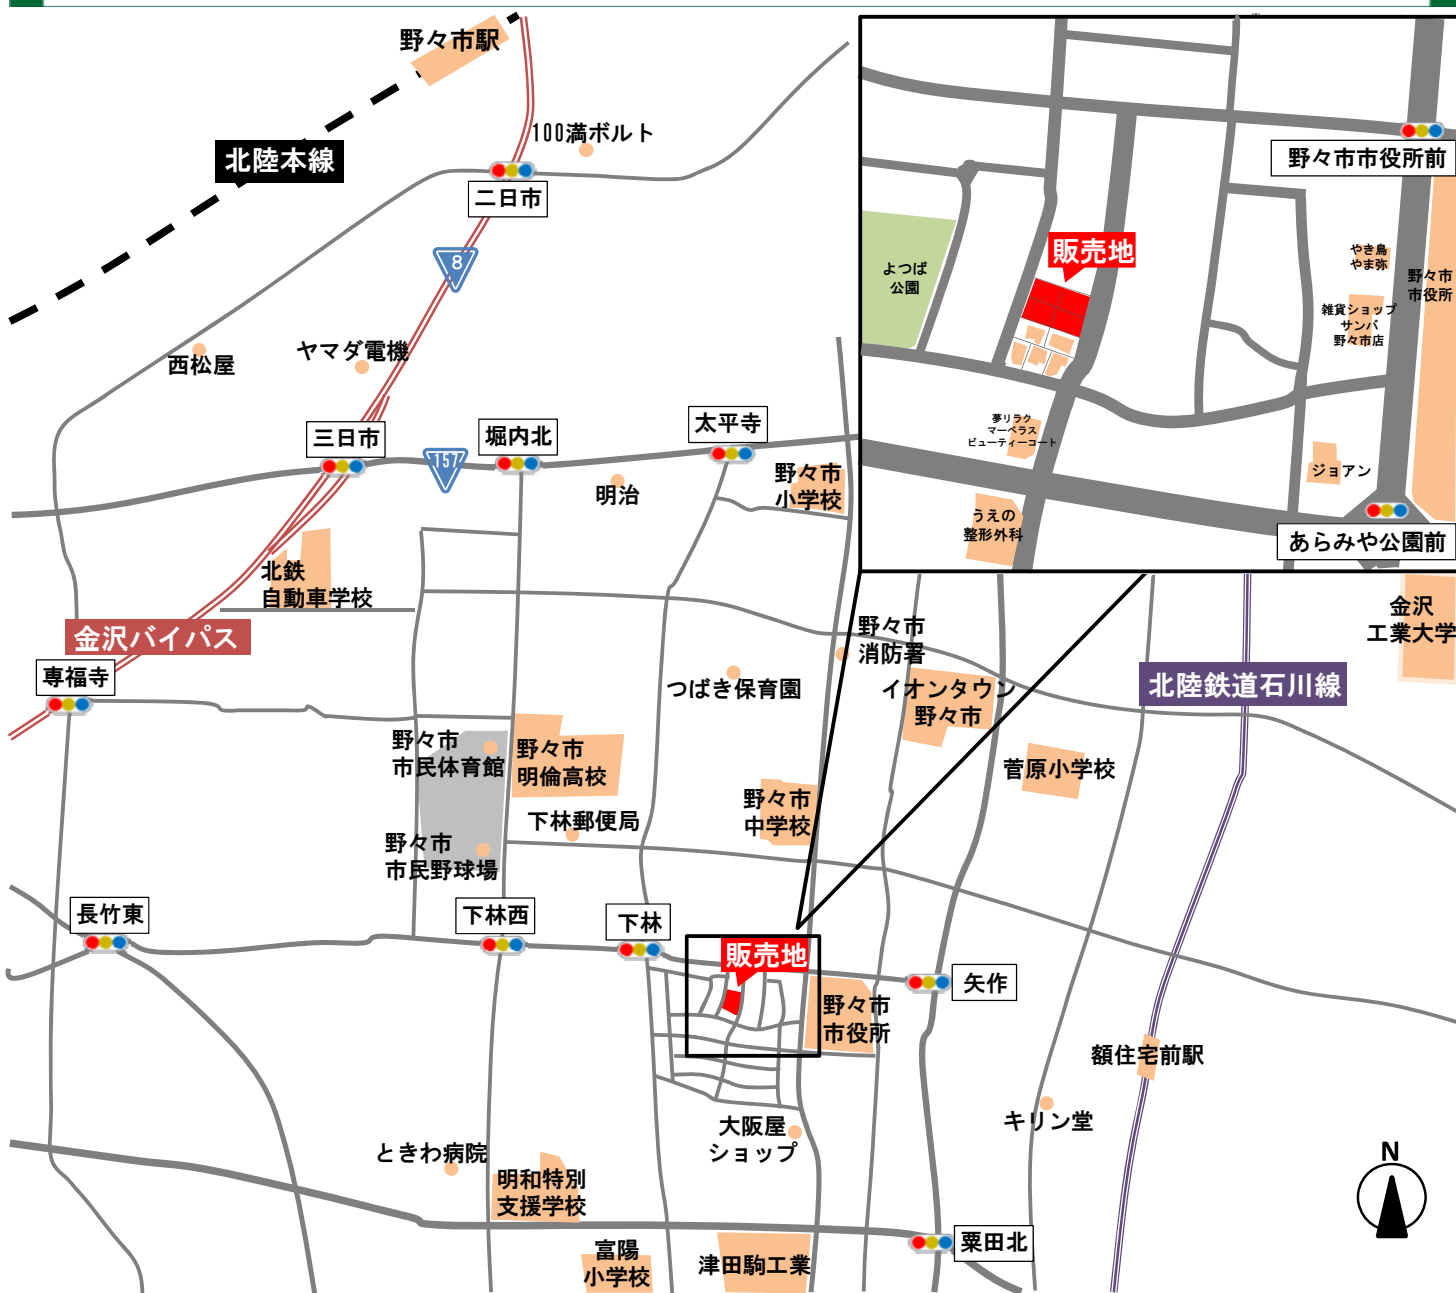 野々市駅
100満ボルト
北陸本線
二日市
8
西松屋
ヤマダ電機
三日市
157
堀内北
太平寺
明治
野々市
小学校
北鉄
自動車学校
金沢バイパス
専福寺
つばき保育園
野々市
消防署
イオンタウン
野々市
北陸鉄道石川線
金沢
工業大学
野々市
市民体育館
野々市
明倫高校
菅原小学校
野々市
中学校
下林郵便局
野々市
市民野球場
長竹東
下林西
下林
販売地
矢作
野々市
市役所
額住宅前駅
キリン堂
大阪屋
ショップ
ときわ病院
明和特別
支援学校
富陽
小学校
津田駒工業
粟田北
N
野々市市役所前
販売地
よつば
公園
やき鳥
やま弥
野々市
市役所
雑貨ショップ
サンバ
野々市店
夢リラク
マーベラス
ビューティーコート
ジョアン
うえの
整形外科
あらみや公園前